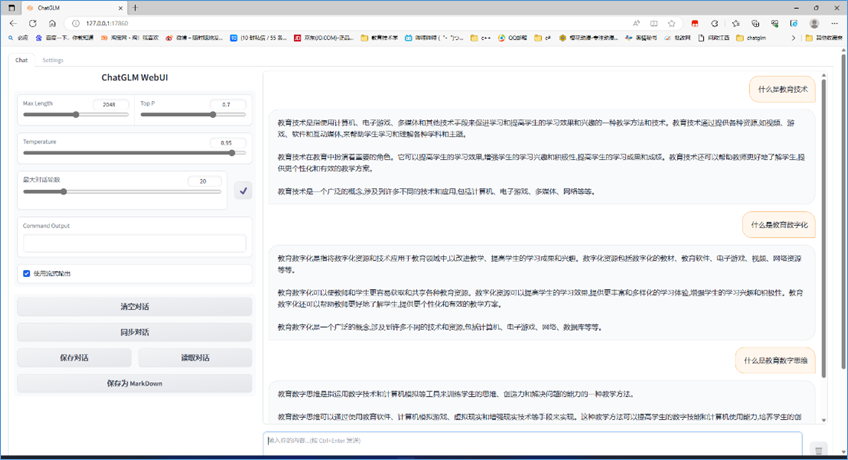 ChatGLM
127.0.0.1:17860
必应
微博
京东(JD.COM)-正品...
教育技术学
c++
QQ邮箱
c#
chatglm
Chat
Settings
ChatGLM WebUI
Max Length
2048
Top P
0.7
Temperature
0.95
最大对话轮数
20
Command Output
使用流式输出
清空对话
同步对话
保存对话
读取对话
保存为 MarkDown
什么是教育技术
教育技术是指使用计算机、电子游戏、多媒体和其他技术手段来促进学习和提高学生的学习效果和兴趣的一种教学方法和技术。教育技术通过提供各种资源,如视频、游
戏、软件和互动媒体,来帮助学生学习和理解各种学科和主题。
教育技术在教育中扮演着重要的角色。它可以提高学生的学习效果,增强学生的学习兴趣和积极性,提高学生的学习成果和成绩。教育技术还可以帮助教师更好地了解学生,提
供更个性化和有效的教学方案。
教育技术是一个广泛的概念,涉及到许多不同的技术和应用,包括计算机、电子游戏、多媒体、网络等等。
什么是教育数字化
教育数字化是指将数字化资源和技术应用于教育领域中,以改进教学、提高学生的学习成果和兴趣。数字化资源包括数字化的教材、教育软件、电子游戏、视频、网络资源
等等。
教育数字化可以使教师和学生更容易获取和共享各种教育资源。数字化资源可以提高学生的学习效果,提供更丰富和多样化的学习体验,增强学生的学习兴趣和积极性。教育
数字化还可以帮助教师更好地了解学生,提供更个性化和有效的教学方案。
教育数字化是一个广泛的概念,涉及到许多不同的技术和资源,包括计算机、电子游戏、网络、数据库等等。
什么是教育数字思维
教育数字思维是指运用数字技术和计算机模拟等工具来训练学生的思维、创造力和解决问题的能力的一种教学方法。
教育数字思维可以通过使用教育软件、计算机模拟游戏、虚拟现实和增强现实技术等手段来实现。这种教学方法可以提高学生的数字技能和计算机使用能力,培养学生的创
输入你的内容...(按 Ctrl+Enter 发送)